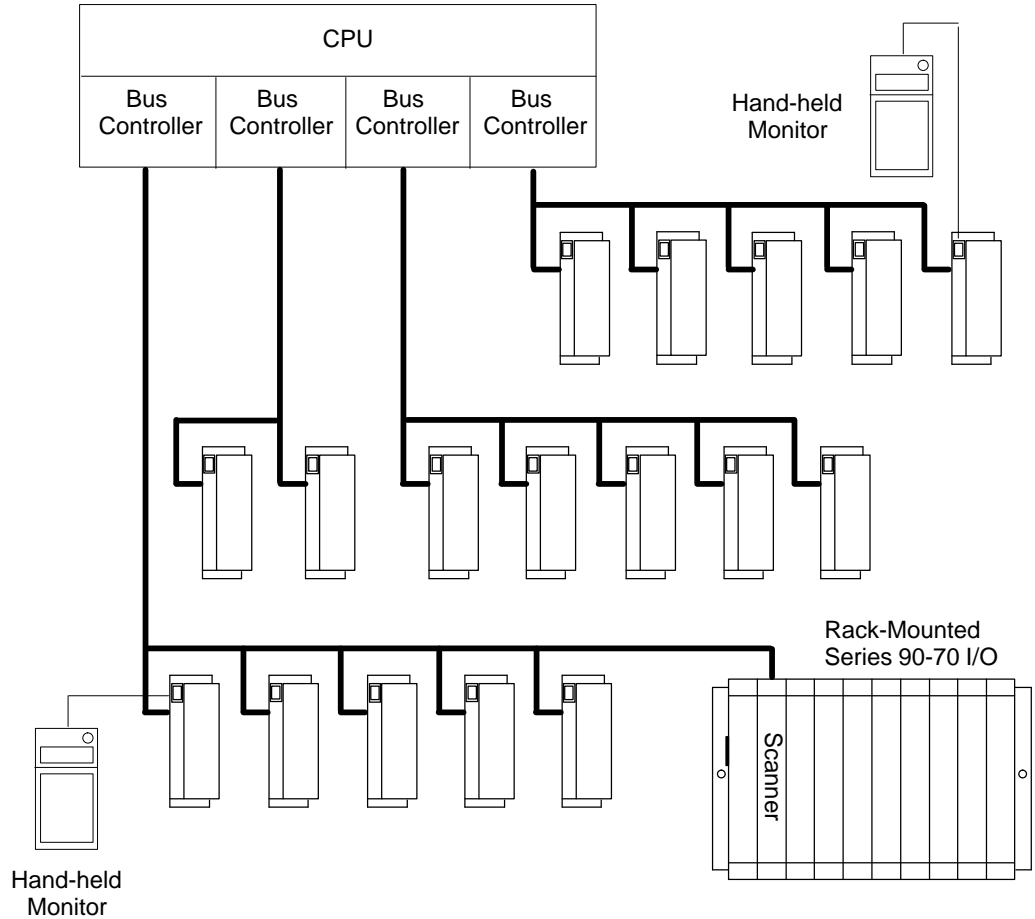 CPU
Bus
Controller
Bus
Controller
Bus
Controller
Bus
Controller
Hand-held
Monitor
Rack-Mounted
Series 90-70 I/O
Scanner
Hand-held
Monitor